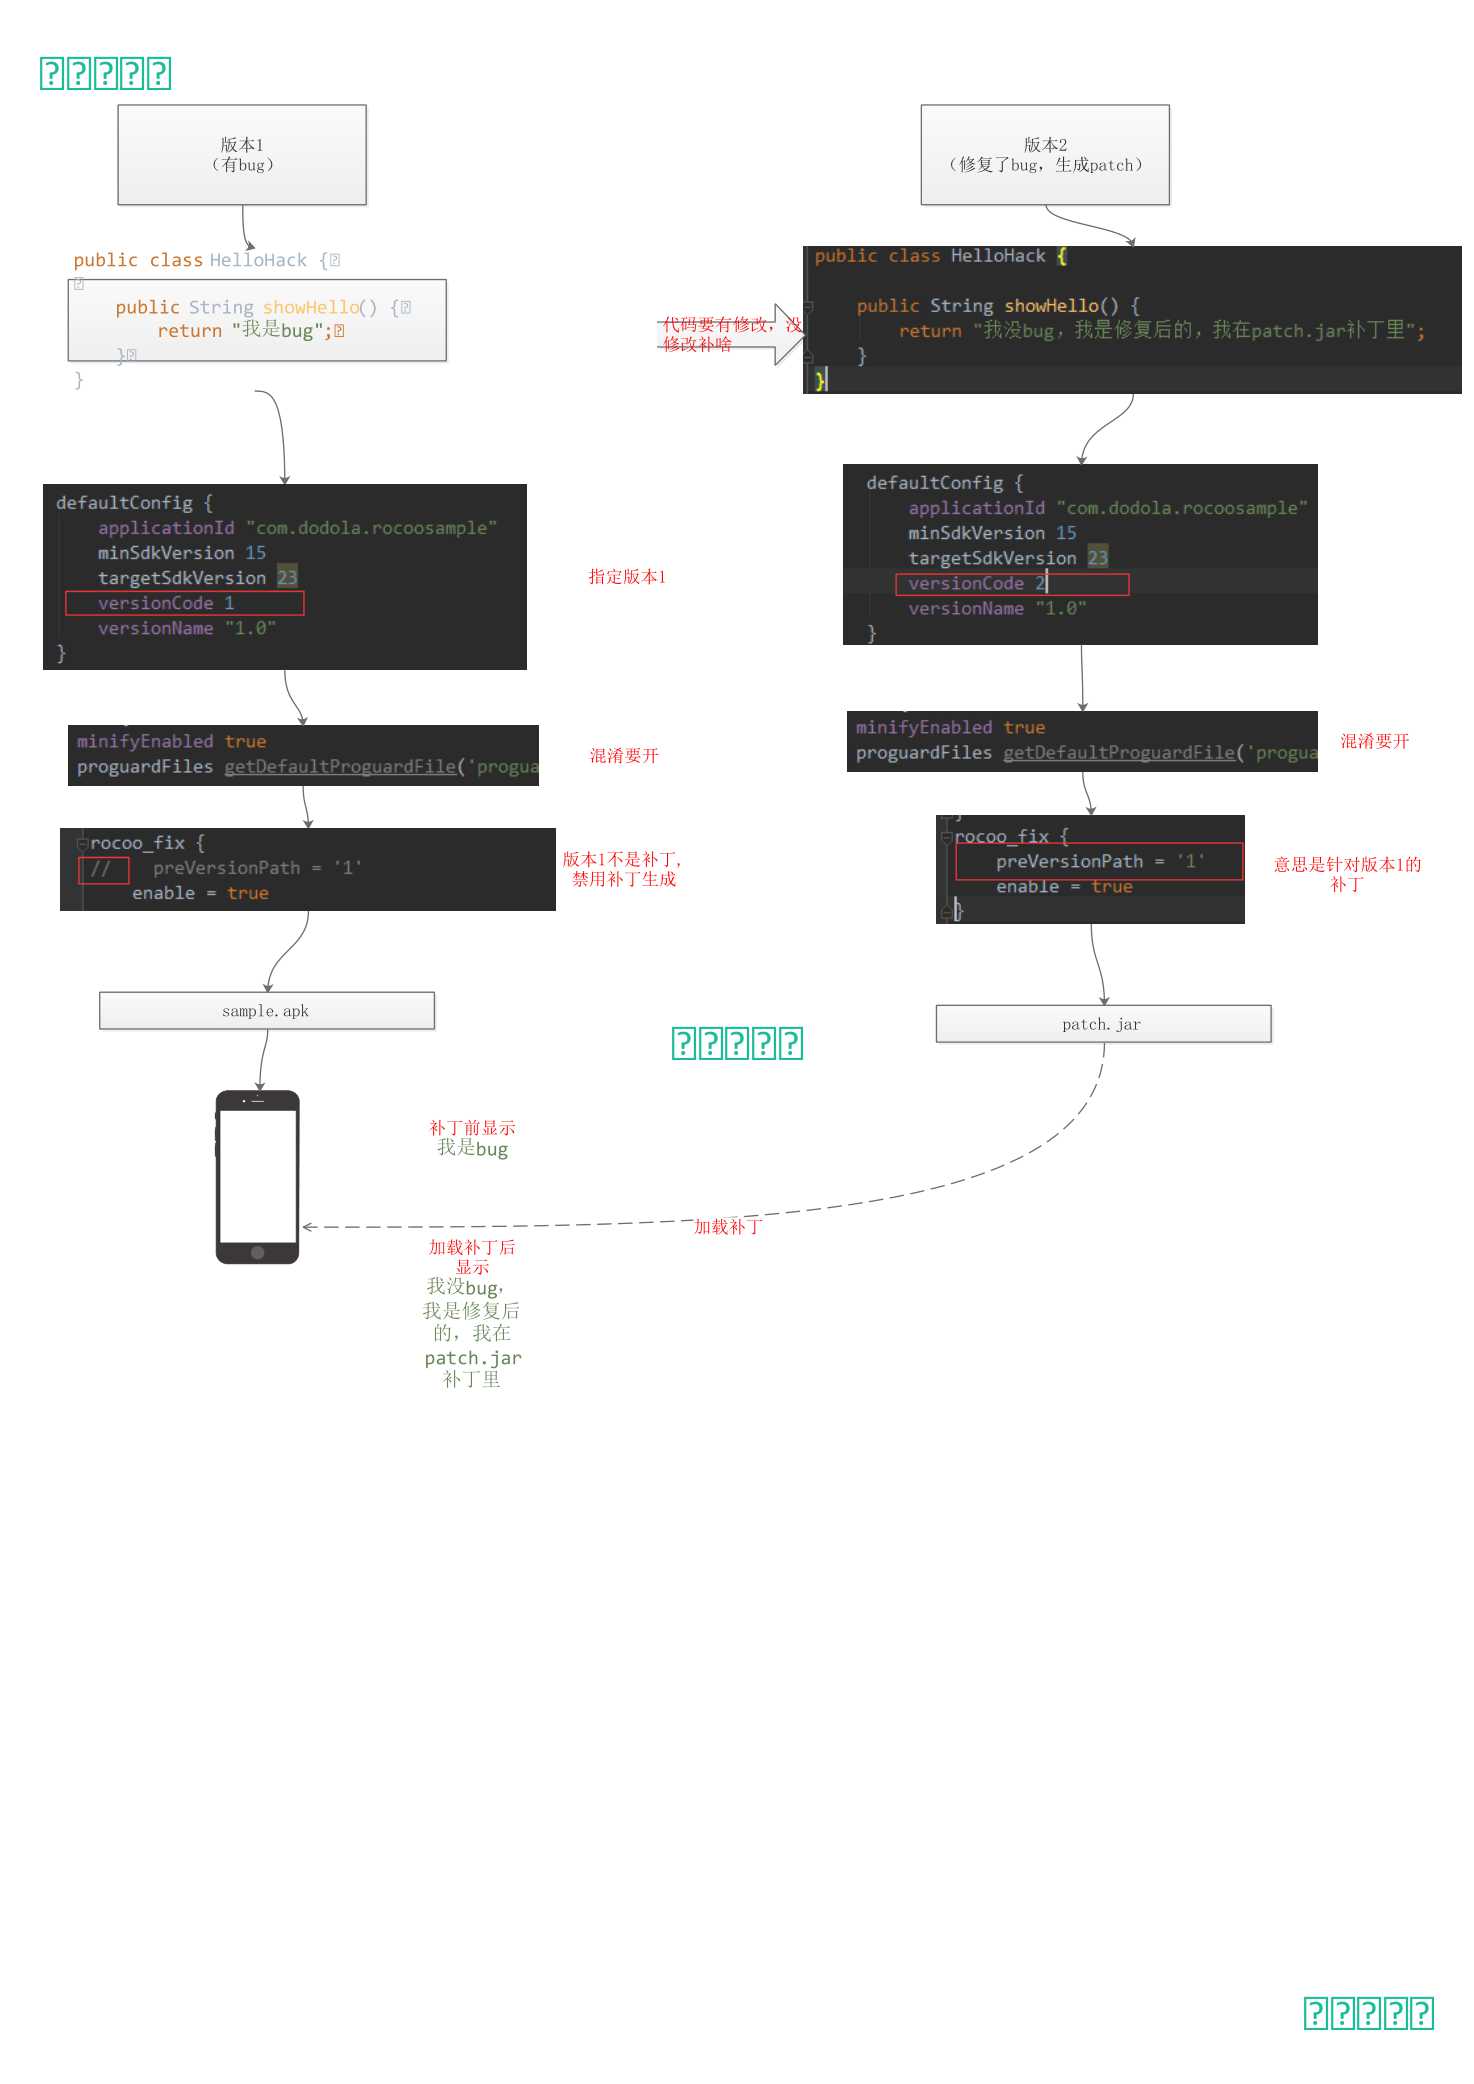 版本1
（有bug）
public class HelloHack {
public String showHello() {
return "我是bug";
}
}
defaultConfig {
applicationId "com.dodola.rocoosample"
minSdkVersion 15
targetSdkVersion 23
versionCode 1
versionName "1.0"
}
指定版本1
minifyEnabled true
proguardFiles getDefaultProguardFile('progua
混淆要开
rocoo_fix {
// preVersionPath = '1'
enable = true
版本1不是补丁,
禁用补丁生成
sample.apk
版本2
（修复了bug，生成patch）
代码要有修改，没
修改补啥
public class HelloHack {
public String showHello() {
return "我没bug，我是修复后的，我在patch.jar补丁里";
}
}
defaultConfig {
applicationId "com.dodola.rocoosample"
minSdkVersion 15
targetSdkVersion 23
versionCode 2
versionName "1.0"
}
minifyEnabled true
proguardFiles getDefaultProguardFile('progua
混淆要开
rocoo_fix {
preVersionPath = '1'
enable = true
}
意思是针对版本1的
补丁
patch.jar
补丁前显示
我是bug
加载补丁
加载补丁后
显示
我没bug，
我是修复后
的，我在
patch.jar
补丁里